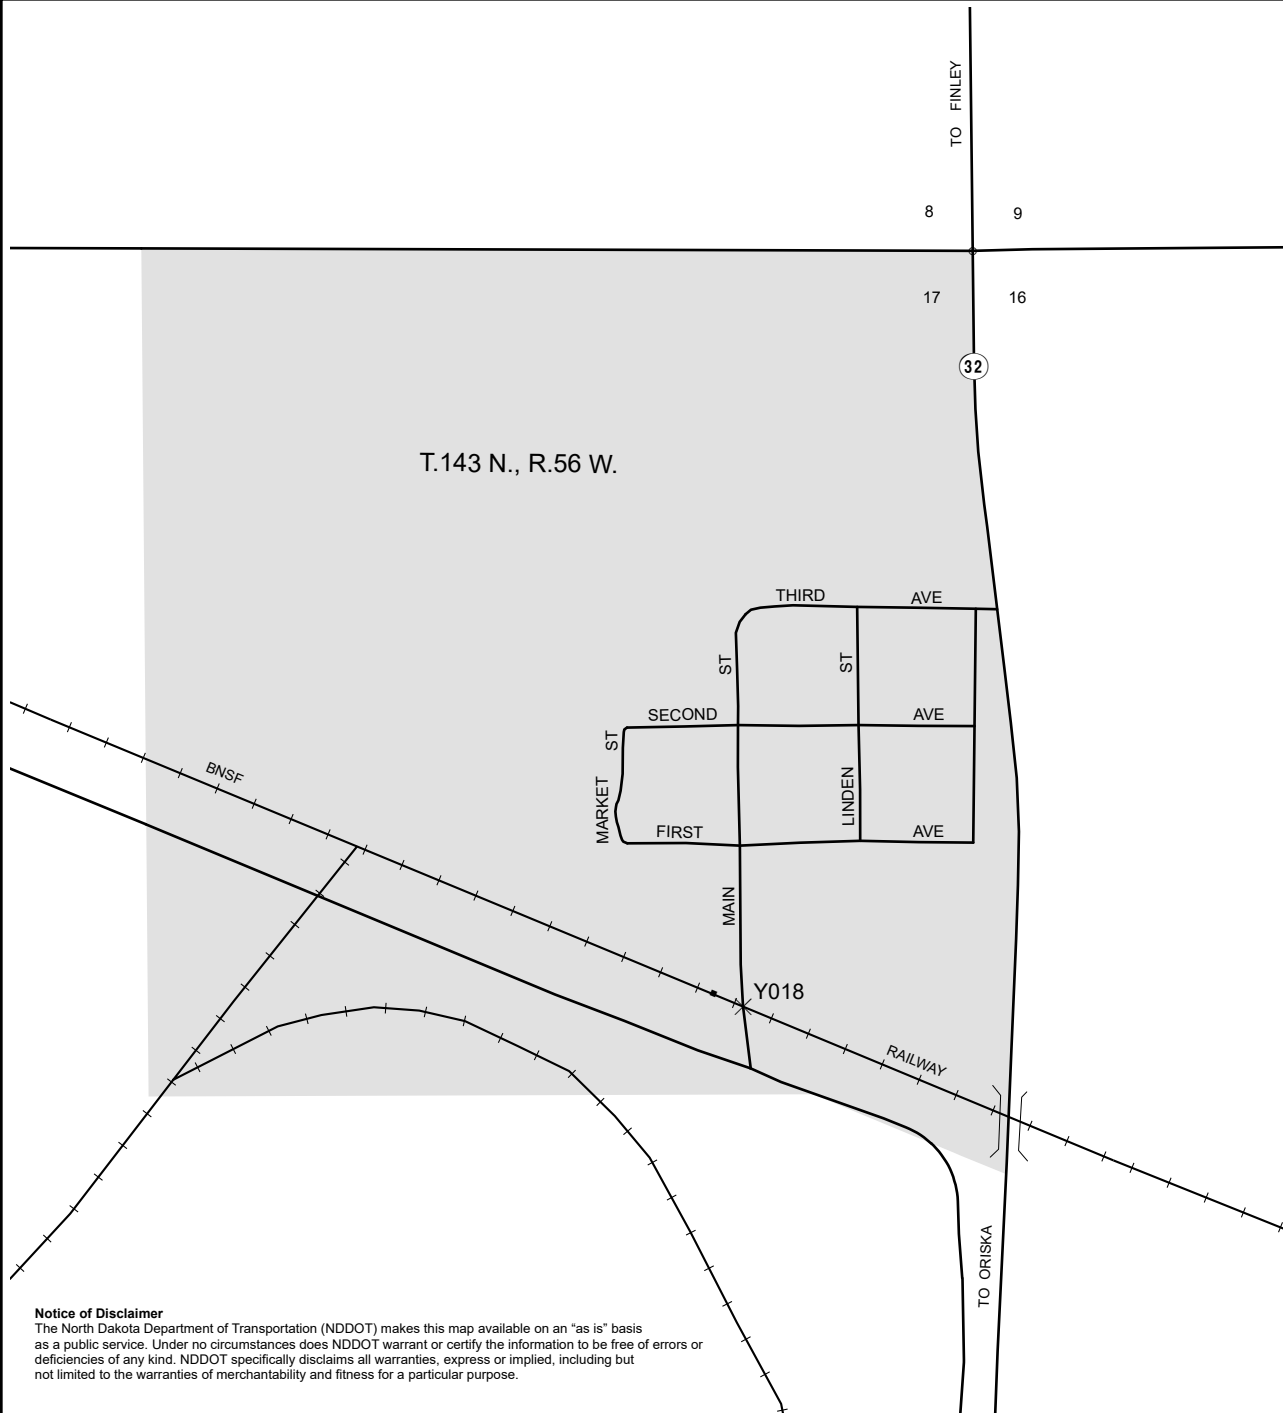 TO FINLEY
8
9
17
16
32
T.143 N., R.56 W.
THIRD
AVE
ST
ST
SECOND
AVE
ST
BNSF
MARKET
LINDEN
FIRST
AVE
MAIN
Y018
RAILWAY
TO ORISKA
Notice of Disclaimer
The North Dakota Department of Transportation (NDDOT) makes this map available on an “as is” basis
as a public service. Under no circumstances does NDDOT warrant or certify the information to be free of errors or
deficiencies of any kind. NDDOT specifically disclaims all warranties, express or implied, including but
not limited to the warranties of merchantability and fitness for a particular purpose.